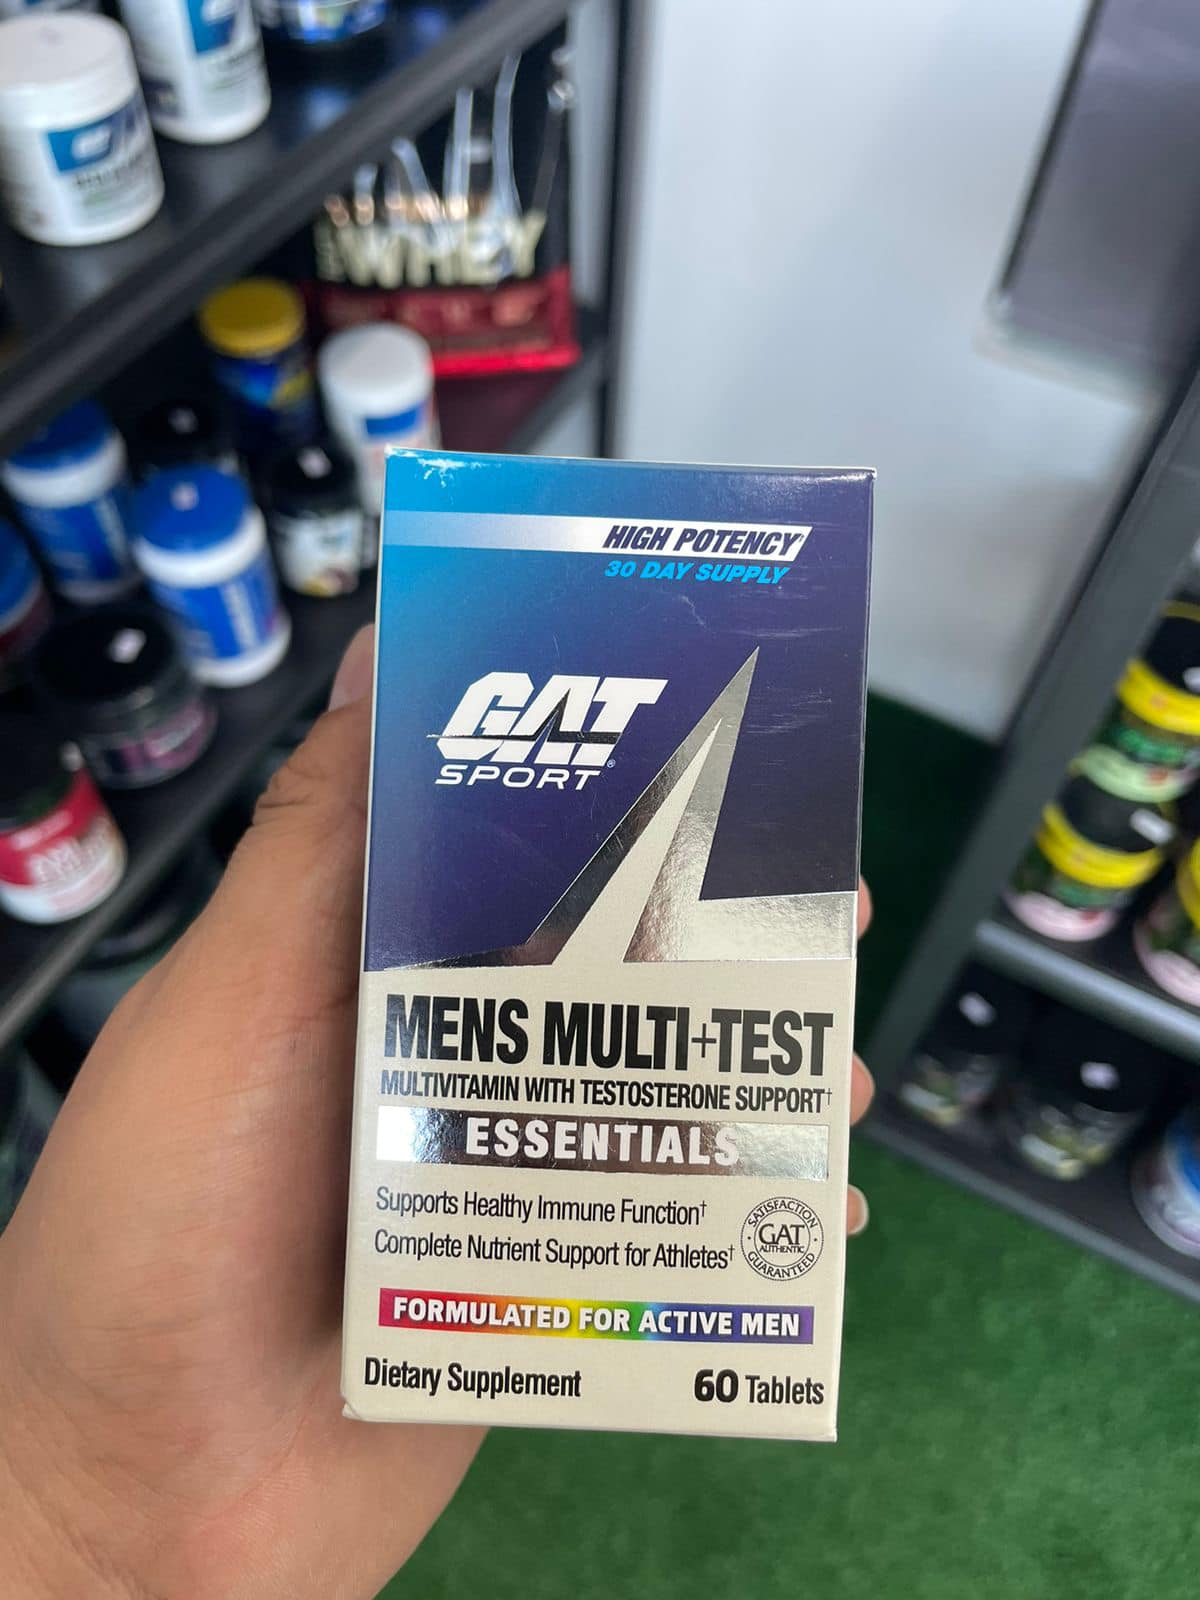 WHEY
HIGH POTENCY
30 DAY SUPPLY
GAT
SPORT®
MENS MULTI+TEST
MULTIVITAMIN WITH TESTOSTERONE SUPPORT†
ESSENTIALS
Supports Healthy Immune Function†
Complete Nutrient Support for Athletes†
SATISFACTION
GAT
AUTHENTIC
GUARANTEED
FORMULATED FOR ACTIVE MEN
Dietary Supplement
60 Tablets